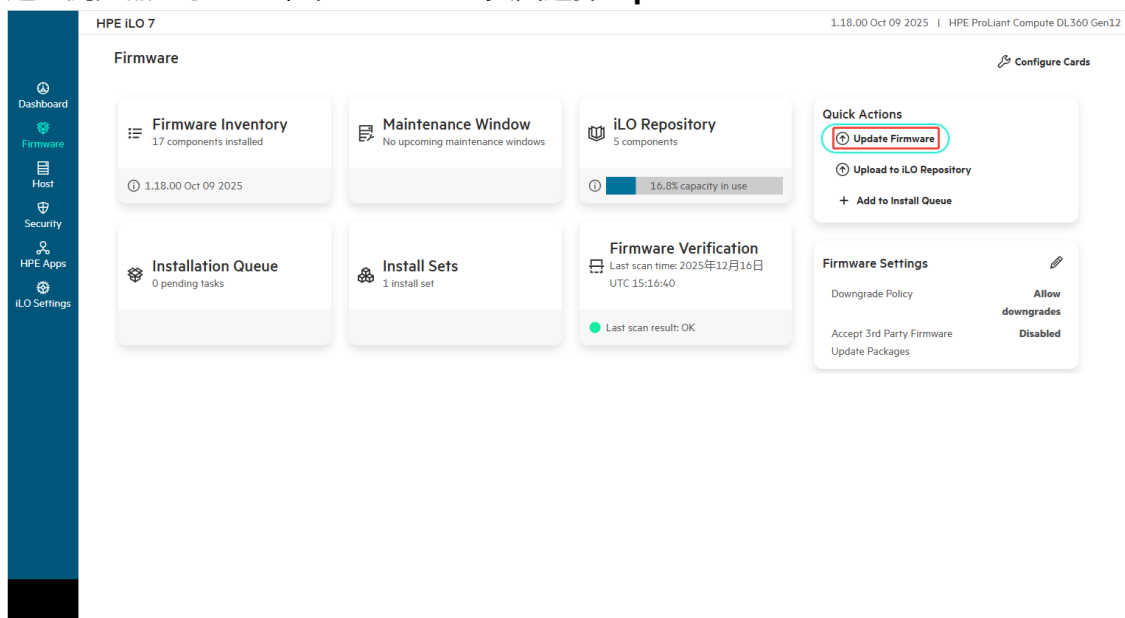 HPE iLO 7
1.18.00 Oct 09 2025 | HPE ProLiant Compute DL360 Gen12
Firmware
Configure Cards
Dashboard
Firmware
Host
Security
HPE Apps
iLO Settings
Firmware Inventory
17 components installed
1.18.00 Oct 09 2025
Maintenance Window
No upcoming maintenance windows
iLO Repository
5 components
16.8% capacity in use
Installation Queue
0 pending tasks
Install Sets
1 install set
Firmware Verification
Last scan time: 2025年12月16日
UTC 15:16:40
Last scan result: OK
Quick Actions
Update Firmware
Upload to iLO Repository
+ Add to Install Queue
Firmware Settings
Downgrade Policy
Allow
downgrades
Accept 3rd Party Firmware
Update Packages
Disabled